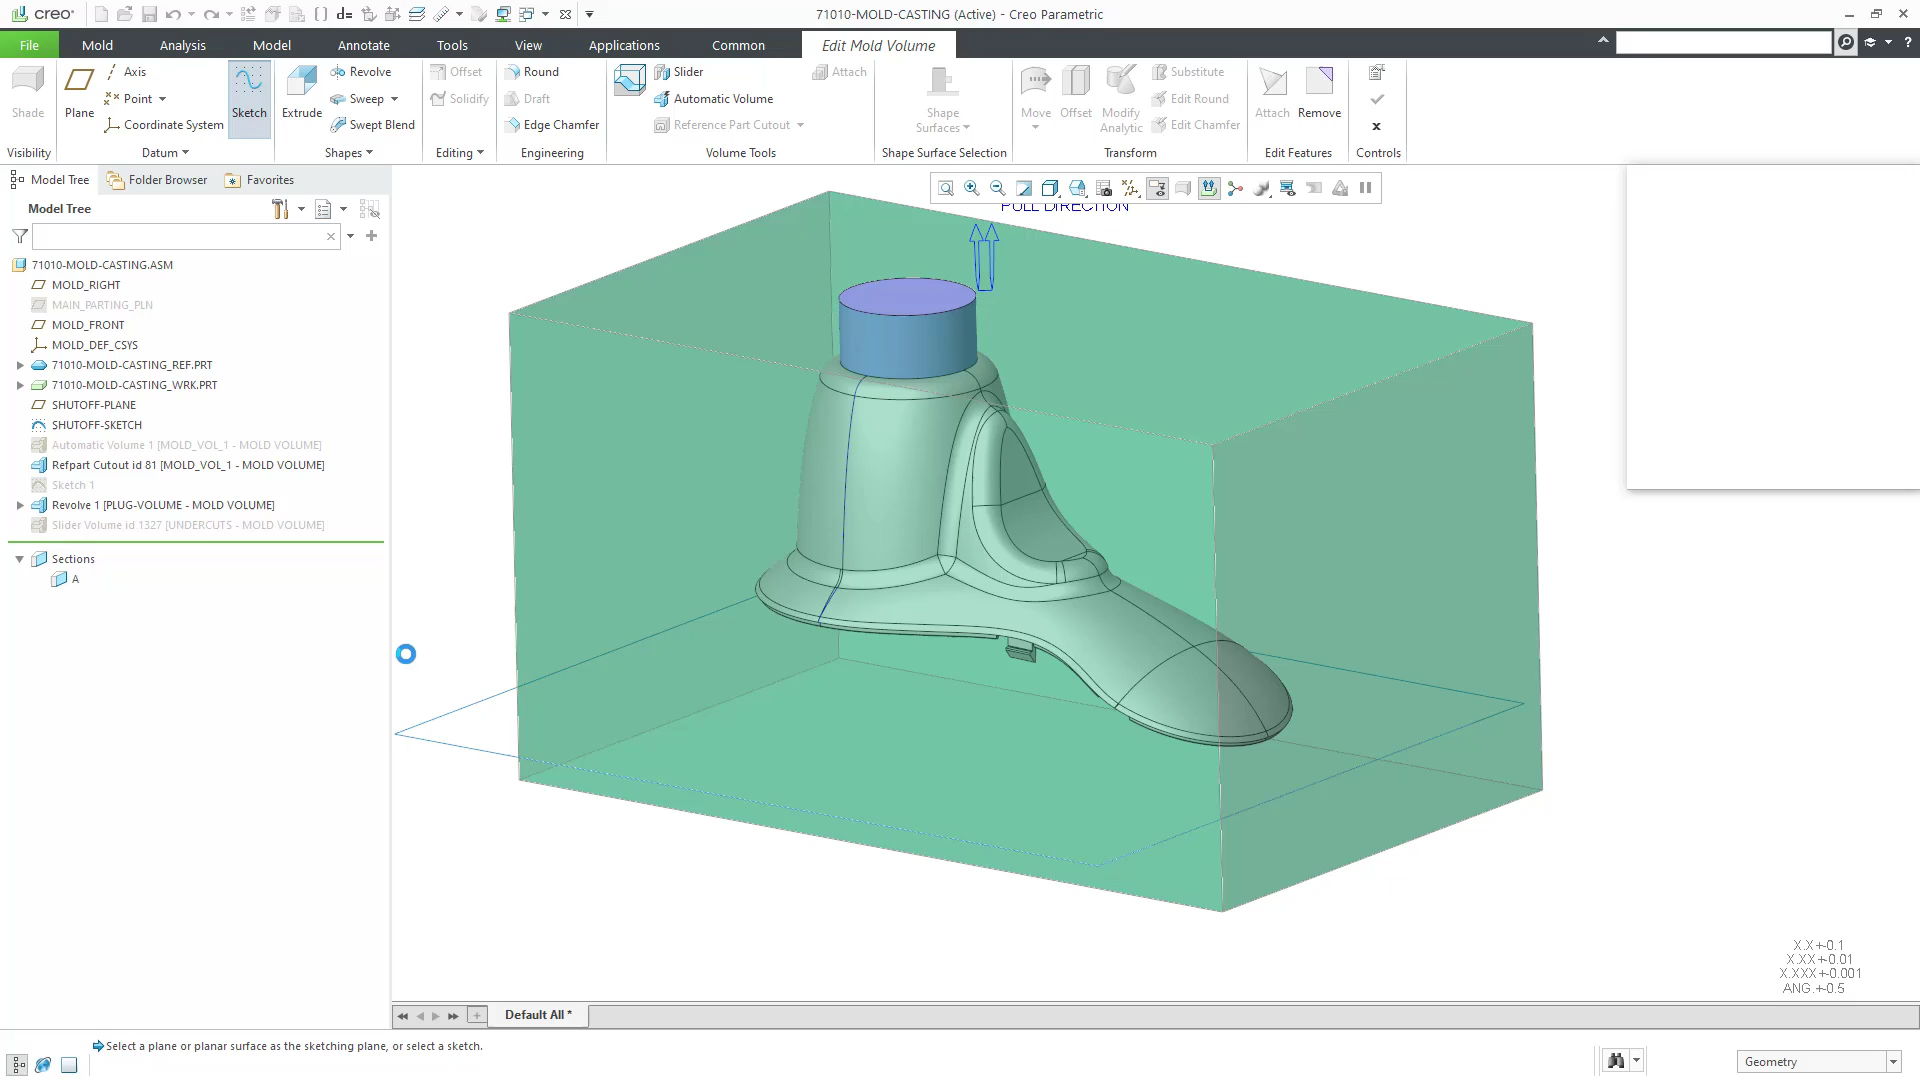 creo
71010-MOLD-CASTING (Active) - Creo Parametric
File Mold Analysis Model Annotate Tools View Applications Common Edit Mold Volume
Shade
Visibility
Plane
Axis
Point
Coordinate System
Sketch
Datum
Extrude
Revolve
Sweep
Swept Blend
Shapes
Offset
Solidify
Editing
Round
Draft
Edge Chamfer
Engineering
Slider
Automatic Volume
Reference Part Cutout
Attach
Volume Tools
Shape
Surfaces
Shape Surface Selection
Move
Offset
Modify
Analytic
Substitute
Edit Round
Edit Chamfer
Transform
Attach
Remove
Edit Features
Controls
Model Tree
Folder Browser
Favorites
Model Tree
71010-MOLD-CASTING.ASM
MOLD_RIGHT
MAIN_PARTING_PLN
MOLD_FRONT
MOLD_DEF_CSYS
71010-MOLD-CASTING_REF.PRT
71010-MOLD-CASTING_WRK.PRT
SHUTOFF-PLANE
SHUTOFF-SKETCH
Automatic Volume 1 [MOLD_VOL_1 - MOLD VOLUME]
Refpart Cutout id 81 [MOLD_VOL_1 - MOLD VOLUME]
Sketch 1
Revolve 1 [PLUG-VOLUME - MOLD VOLUME]
Slider Volume id 1327 [UNDERCUTS - MOLD VOLUME]
Sections
A
PULL DIRECTION
X.X+-0.1
X.XX+-0.01
X.XXX+-0.001
ANG.+-0.5
Default All *
Select a plane or planar surface as the sketching plane, or select a sketch.
Geometry